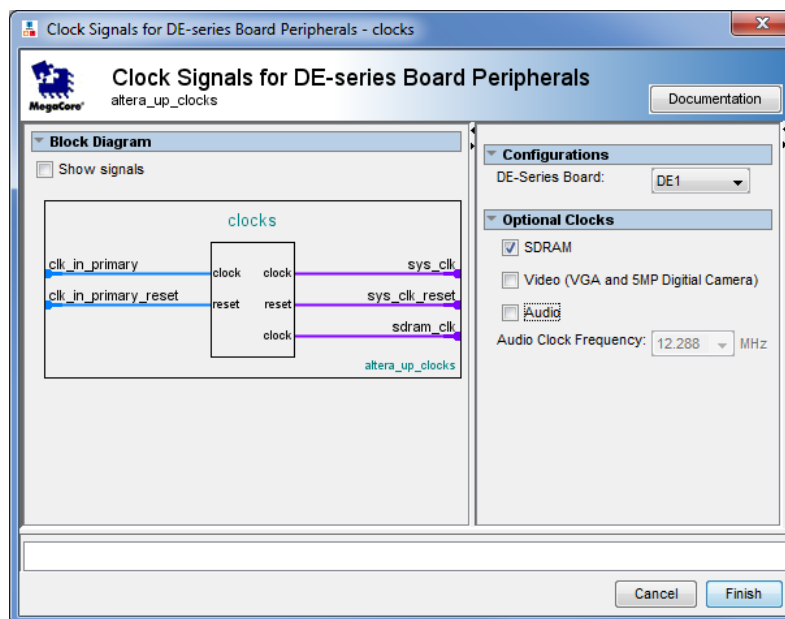 Clock Signals for DE-series Board Peripherals - clocks
MegaCore'
Clock Signals for DE-series Board Peripherals
altera_up_clocks
Documentation
Block Diagram
Show signals
clocks
clk_in_primary
clock
clock
sys_clk
clk_in_primary_reset
reset
reset
sys_clk_reset
clock
sdram_clk
altera_up_clocks
Configurations
DE-Series Board:
DE1
Optional Clocks
SDRAM
Video (VGA and 5MP Digitial Camera)
Audio
Audio Clock Frequency:
12.288
MHz
Cancel
Finish